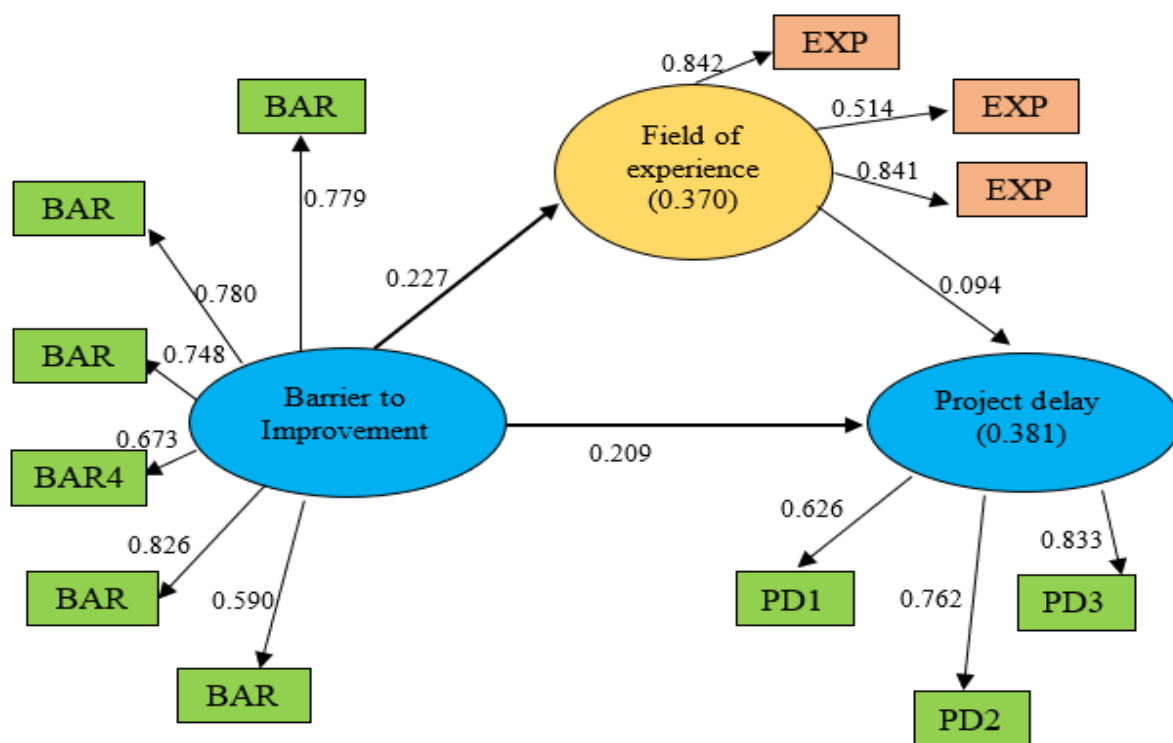 EXP
0.842
BAR
0.514
EXP
Field of
experience
(0.370)
0.841
EXP
0.779
BAR
0.780
0.227
0.094
BAR
0.748
Barrier to
Improvement
Project delay
(0.381)
0.673
BAR4
0.209
0.626
0.826
0.833
BAR
0.590
PD1
0.762
PD3
BAR
PD2